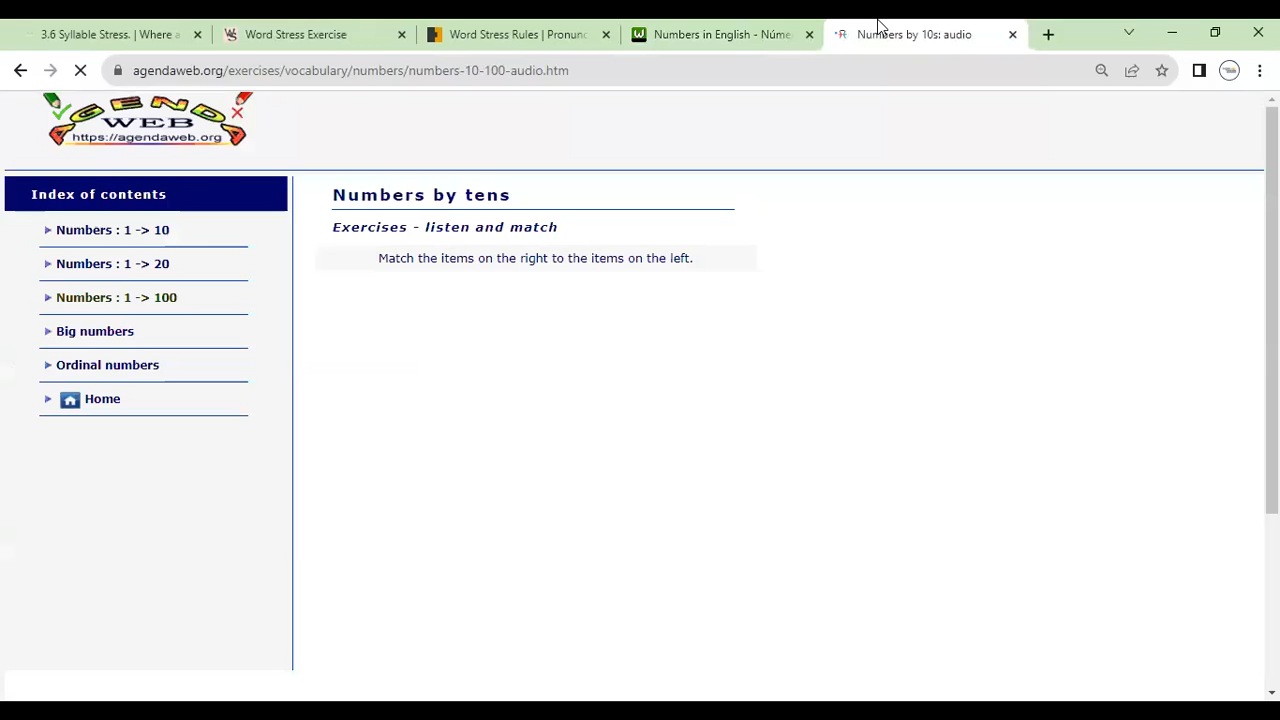 3.6 Syllable Stress. | Where a
Word Stress Exercise
Word Stress Rules | Pronunc
Numbers in English - Núme
Numbers by 10s: audio
agendaweb.org/exercises/vocabulary/numbers/numbers-10-100-audio.htm
AGENDA
WEB
https://agendaweb.org
Index of contents
Numbers : 1 -> 10
Numbers : 1 -> 20
Numbers : 1 -> 100
Big numbers
Ordinal numbers
Home
Numbers by tens
Exercises - listen and match
Match the items on the right to the items on the left.